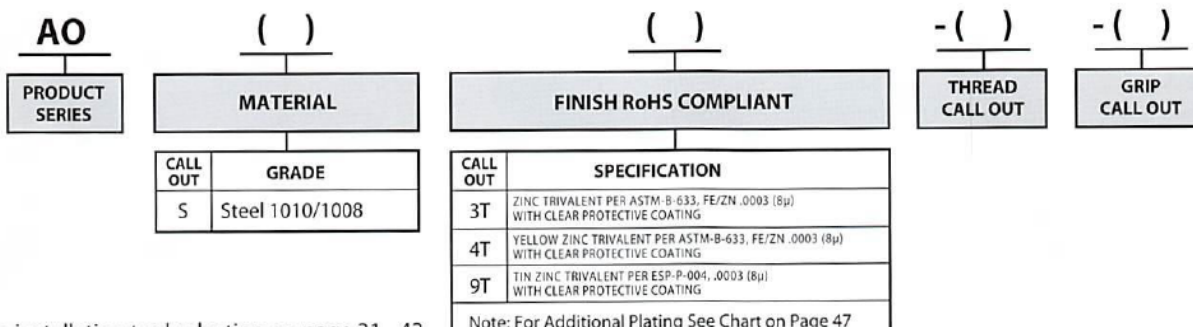 AO ( ) ( ) -( ) -( )
PRODUCT SERIES
MATERIAL
FINISH RoHS COMPLIANT
THREAD CALL OUT
GRIP CALL OUT
CALL OUT GRADE
S Steel 1010/1008
CALL OUT SPECIFICATION
3T ZINC TRIVALENT PER ASTM-B-633, FE/ZN .0003 (8μ)
WITH CLEAR PROTECTIVE COATING
4T YELLOW ZINC TRIVALENT PER ASTM-B-633, FE/ZN .0003 (8μ)
WITH CLEAR PROTECTIVE COATING
9T TIN ZINC TRIVALENT PER ESP-P-004, .0003 (8μ)
WITH CLEAR PROTECTIVE COATING
Note: For Additional Plating See Chart on Page 47